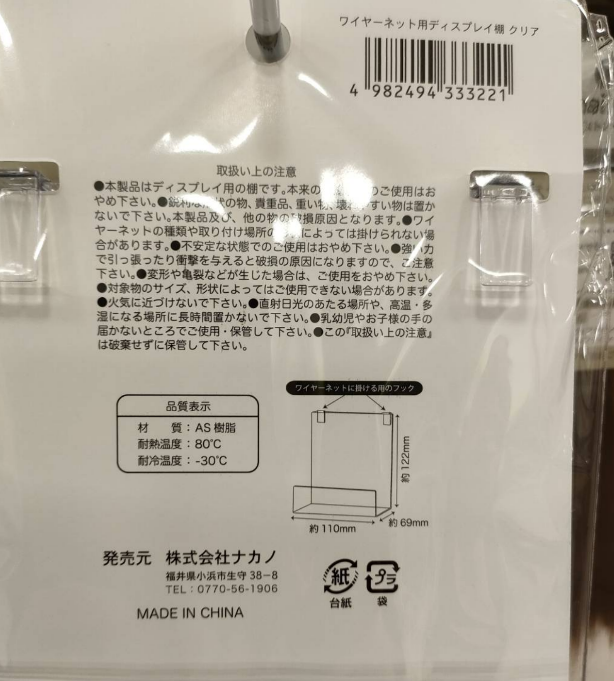 ワイヤーネット用ディスプレイ棚 クリア
4 982494 333221
取扱い上の注意
●本製品はディスプレイ用の棚です。本来の のご使用はお
やめ下さい。●鋭利な 状の物、貴重品、重い物、壊れやすい物は置か
ないで下さい。本製品及び、他の物の破損原因となります。●ワイ
ヤーネットの種類や取り付け場所の によっては掛けられない場
合があります。●不安定な状態でのご使用はおやめ下さい。●強い力
で引っ張ったり衝撃を与えると破損の原因になりますので、ご注意
下さい。●変形や亀裂などが生じた場合は、ご使用をおやめ下さい。
●対象物のサイズ、形状によってはご使用できない場合があります。
●火気に近づけないで下さい。●直射日光のあたる場所や、高温・多
湿になる場所に長時間置かないで下さい。●乳幼児やお子様の手の
届かないところでご使用・保管して下さい。●この『取扱い上の注意』
は破棄せずに保管して下さい。
ワイヤーネットに掛ける用のフック
品質表示
材 質：AS樹脂
耐熱温度：80℃
耐冷温度：-30℃
約122mm
約69mm
約110mm
発売元 株式会社ナカノ
福井県小浜市生守38−8
TEL：0770-56-1906
MADE IN CHINA
紙
台紙
プラ
袋